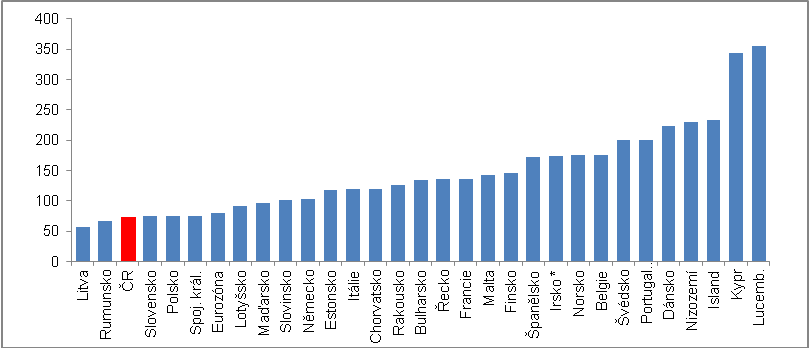 400
350
300
250
200
150
100
50
0
Litva
Rumunsko
ČR
Slovensko
Polsko
Spoj. král.
Eurozóna
Lotyšsko
Maďarsko
Slovinsko
Německo
Estonsko
Itálie
Chorvatsko
Rakousko
Bulharsko
Řecko
Francie
Malta
Finsko
Španělsko
Irsko*
Norsko
Belgie
Švédsko
Portugal..
Dánsko
Nizozemí
Island
Kypr
Lucemb.